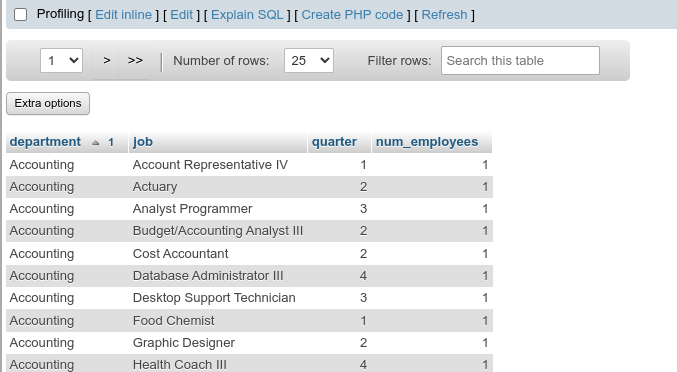 Profiling [ Edit inline ] [ Edit ] [ Explain SQL ] [ Create PHP code ] [ Refresh ]
1 > >> Number of rows: 25 Filter rows: Search this table
Extra options
department 1 job quarter num_employees
Accounting Account Representative IV 1 1
Accounting Actuary 2 1
Accounting Analyst Programmer 3 1
Accounting Budget/Accounting Analyst III 2 1
Accounting Cost Accountant 2 1
Accounting Database Administrator III 4 1
Accounting Desktop Support Technician 3 1
Accounting Food Chemist 1 1
Accounting Graphic Designer 2 1
Accounting Health Coach III 4 1